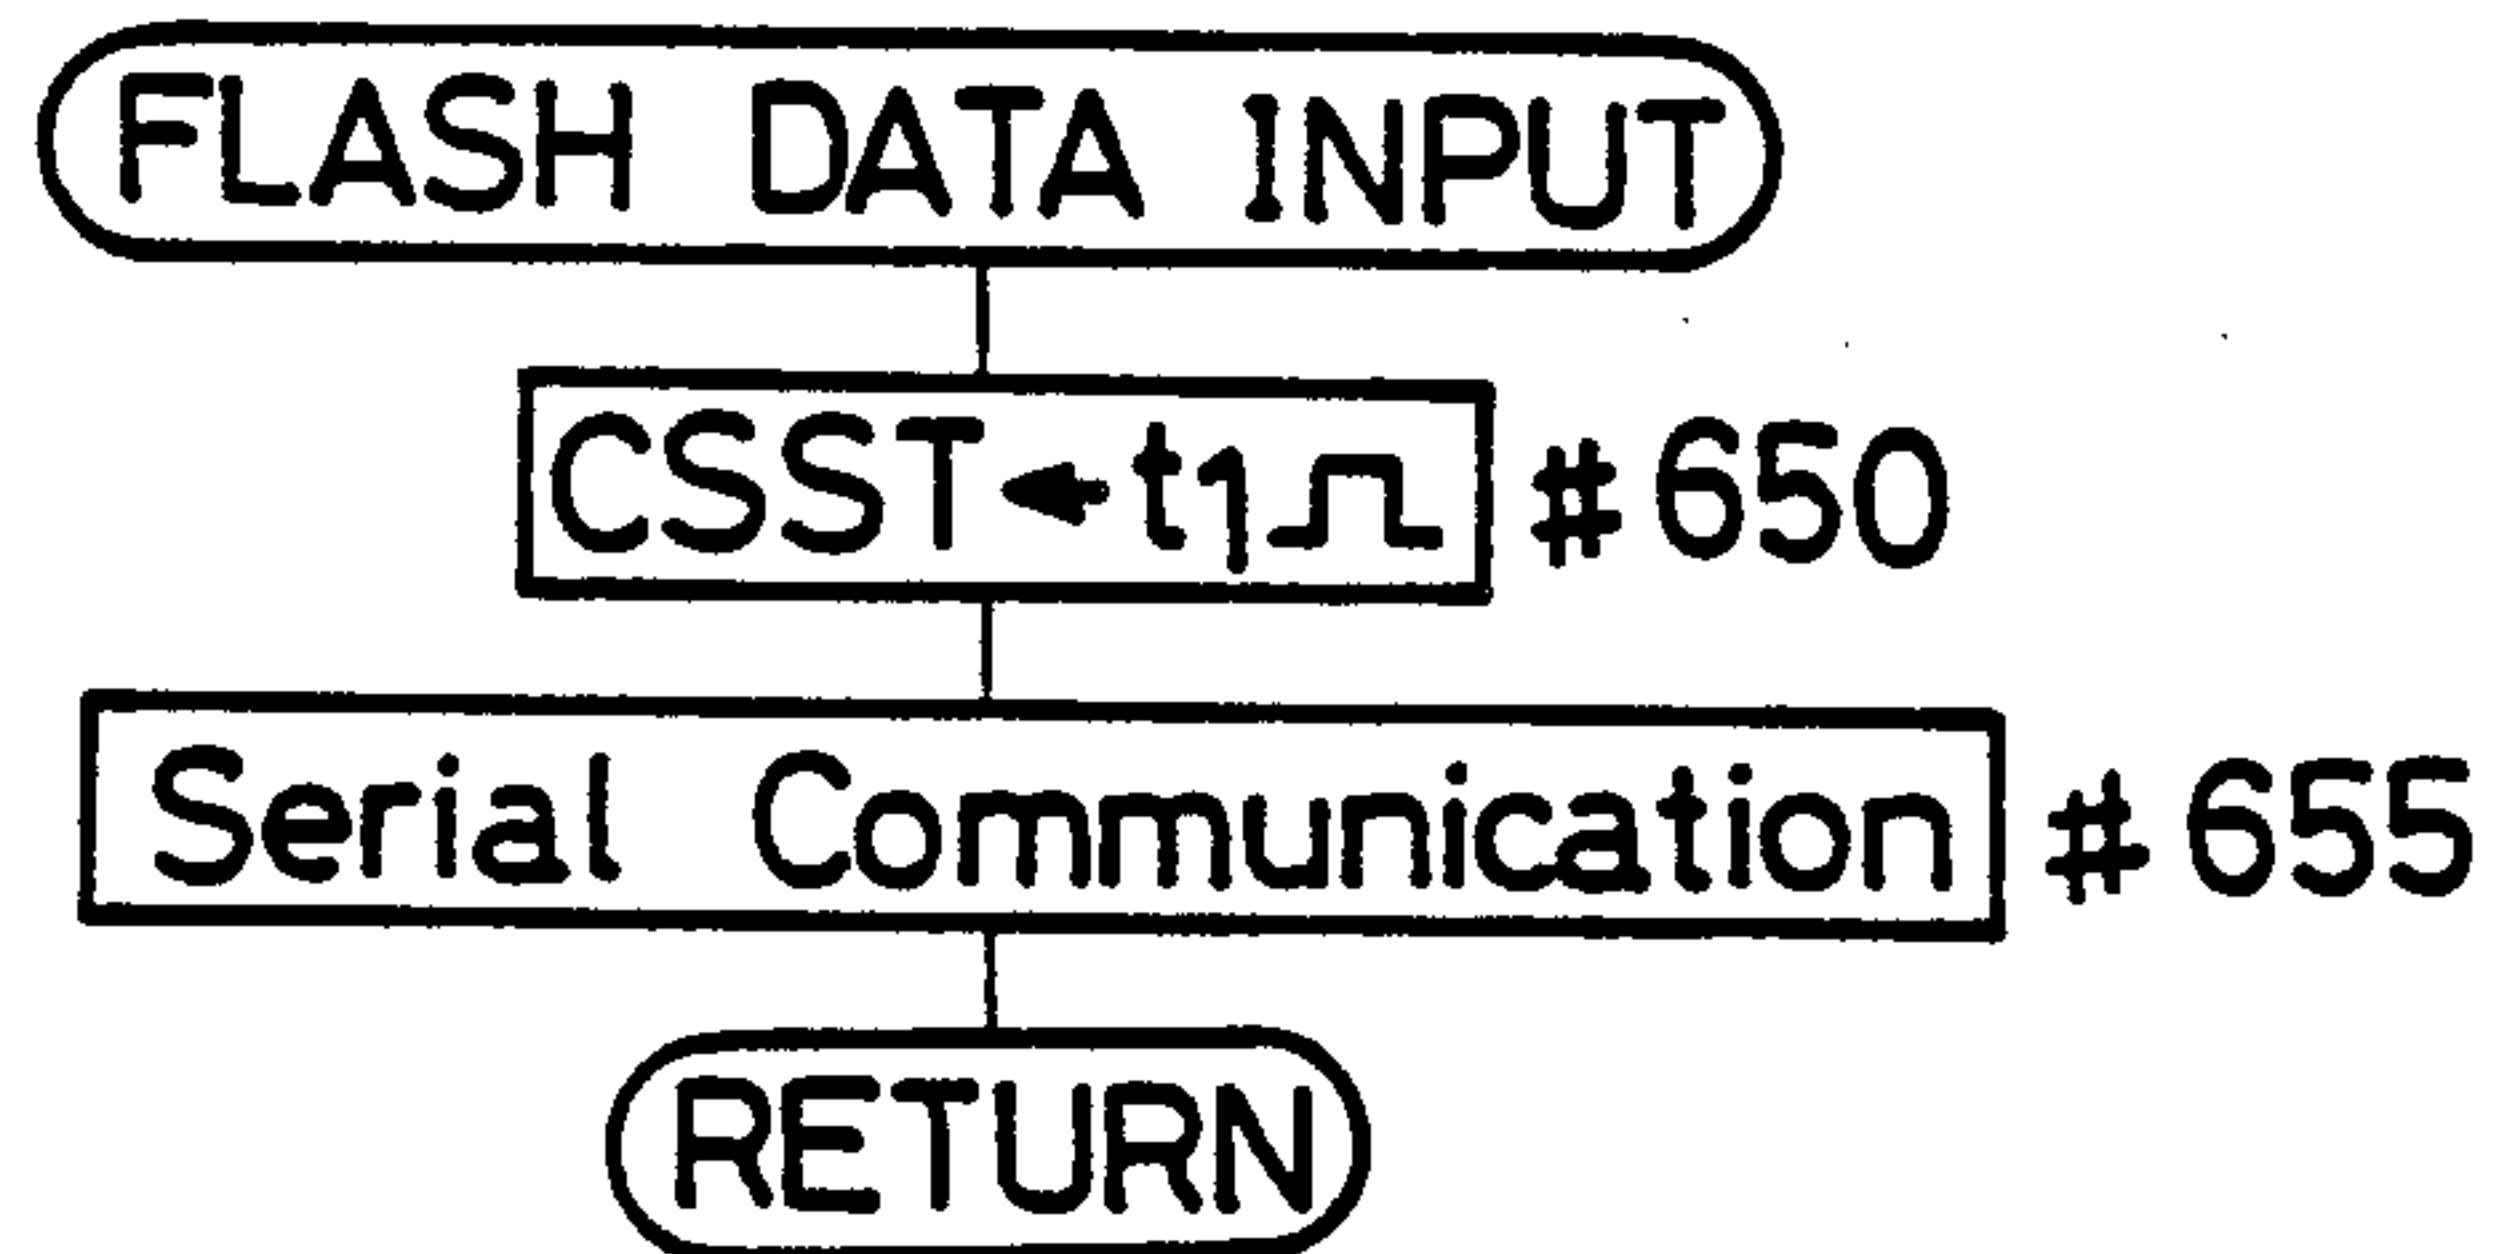 FLASH DATA INPUT
CSST ← t1⎍ #650
Serial Communication #655
RETURN